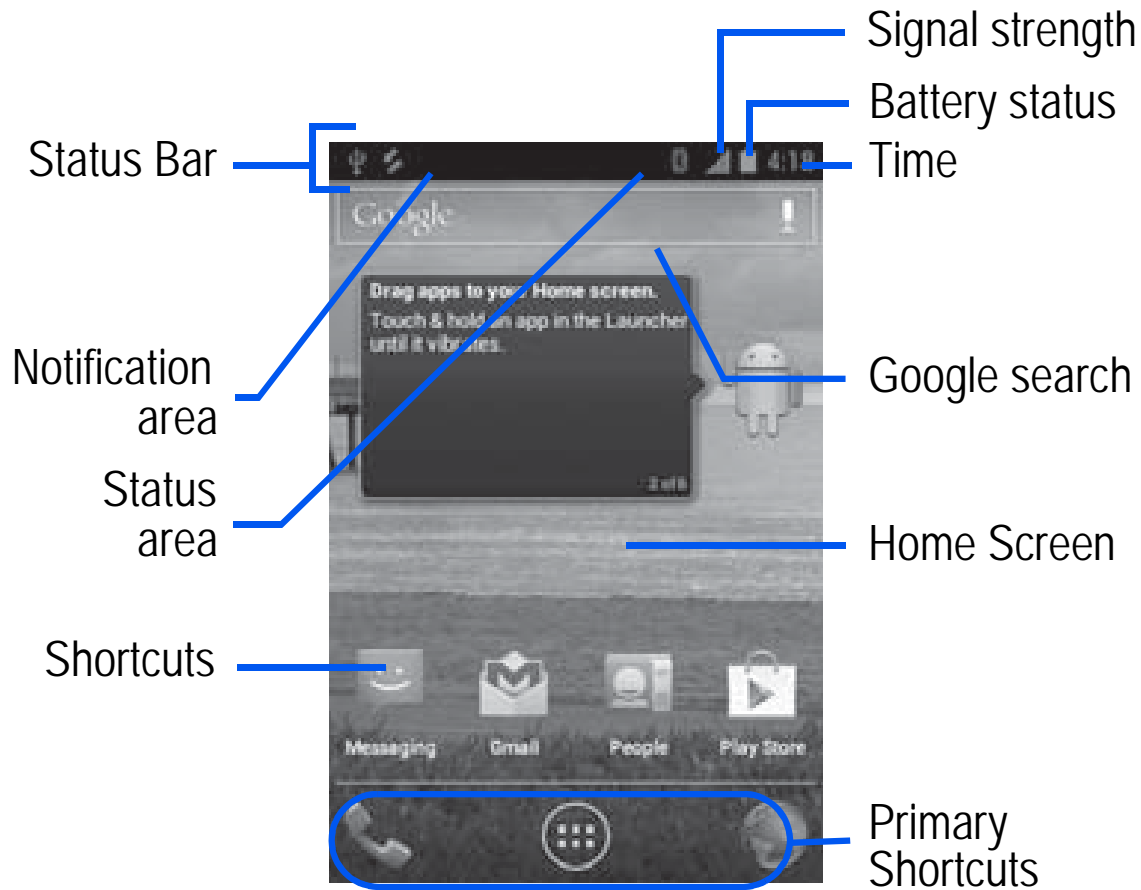 Signal strength
Battery status
Time
Status Bar
Google
Drag apps to your Home screen.
Touch & hold an app in the Launcher
until it vibrates.
Notification
area
Google search
Status
area
Home Screen
Shortcuts
Messaging
Gmail
People
Play Store
Primary
Shortcuts